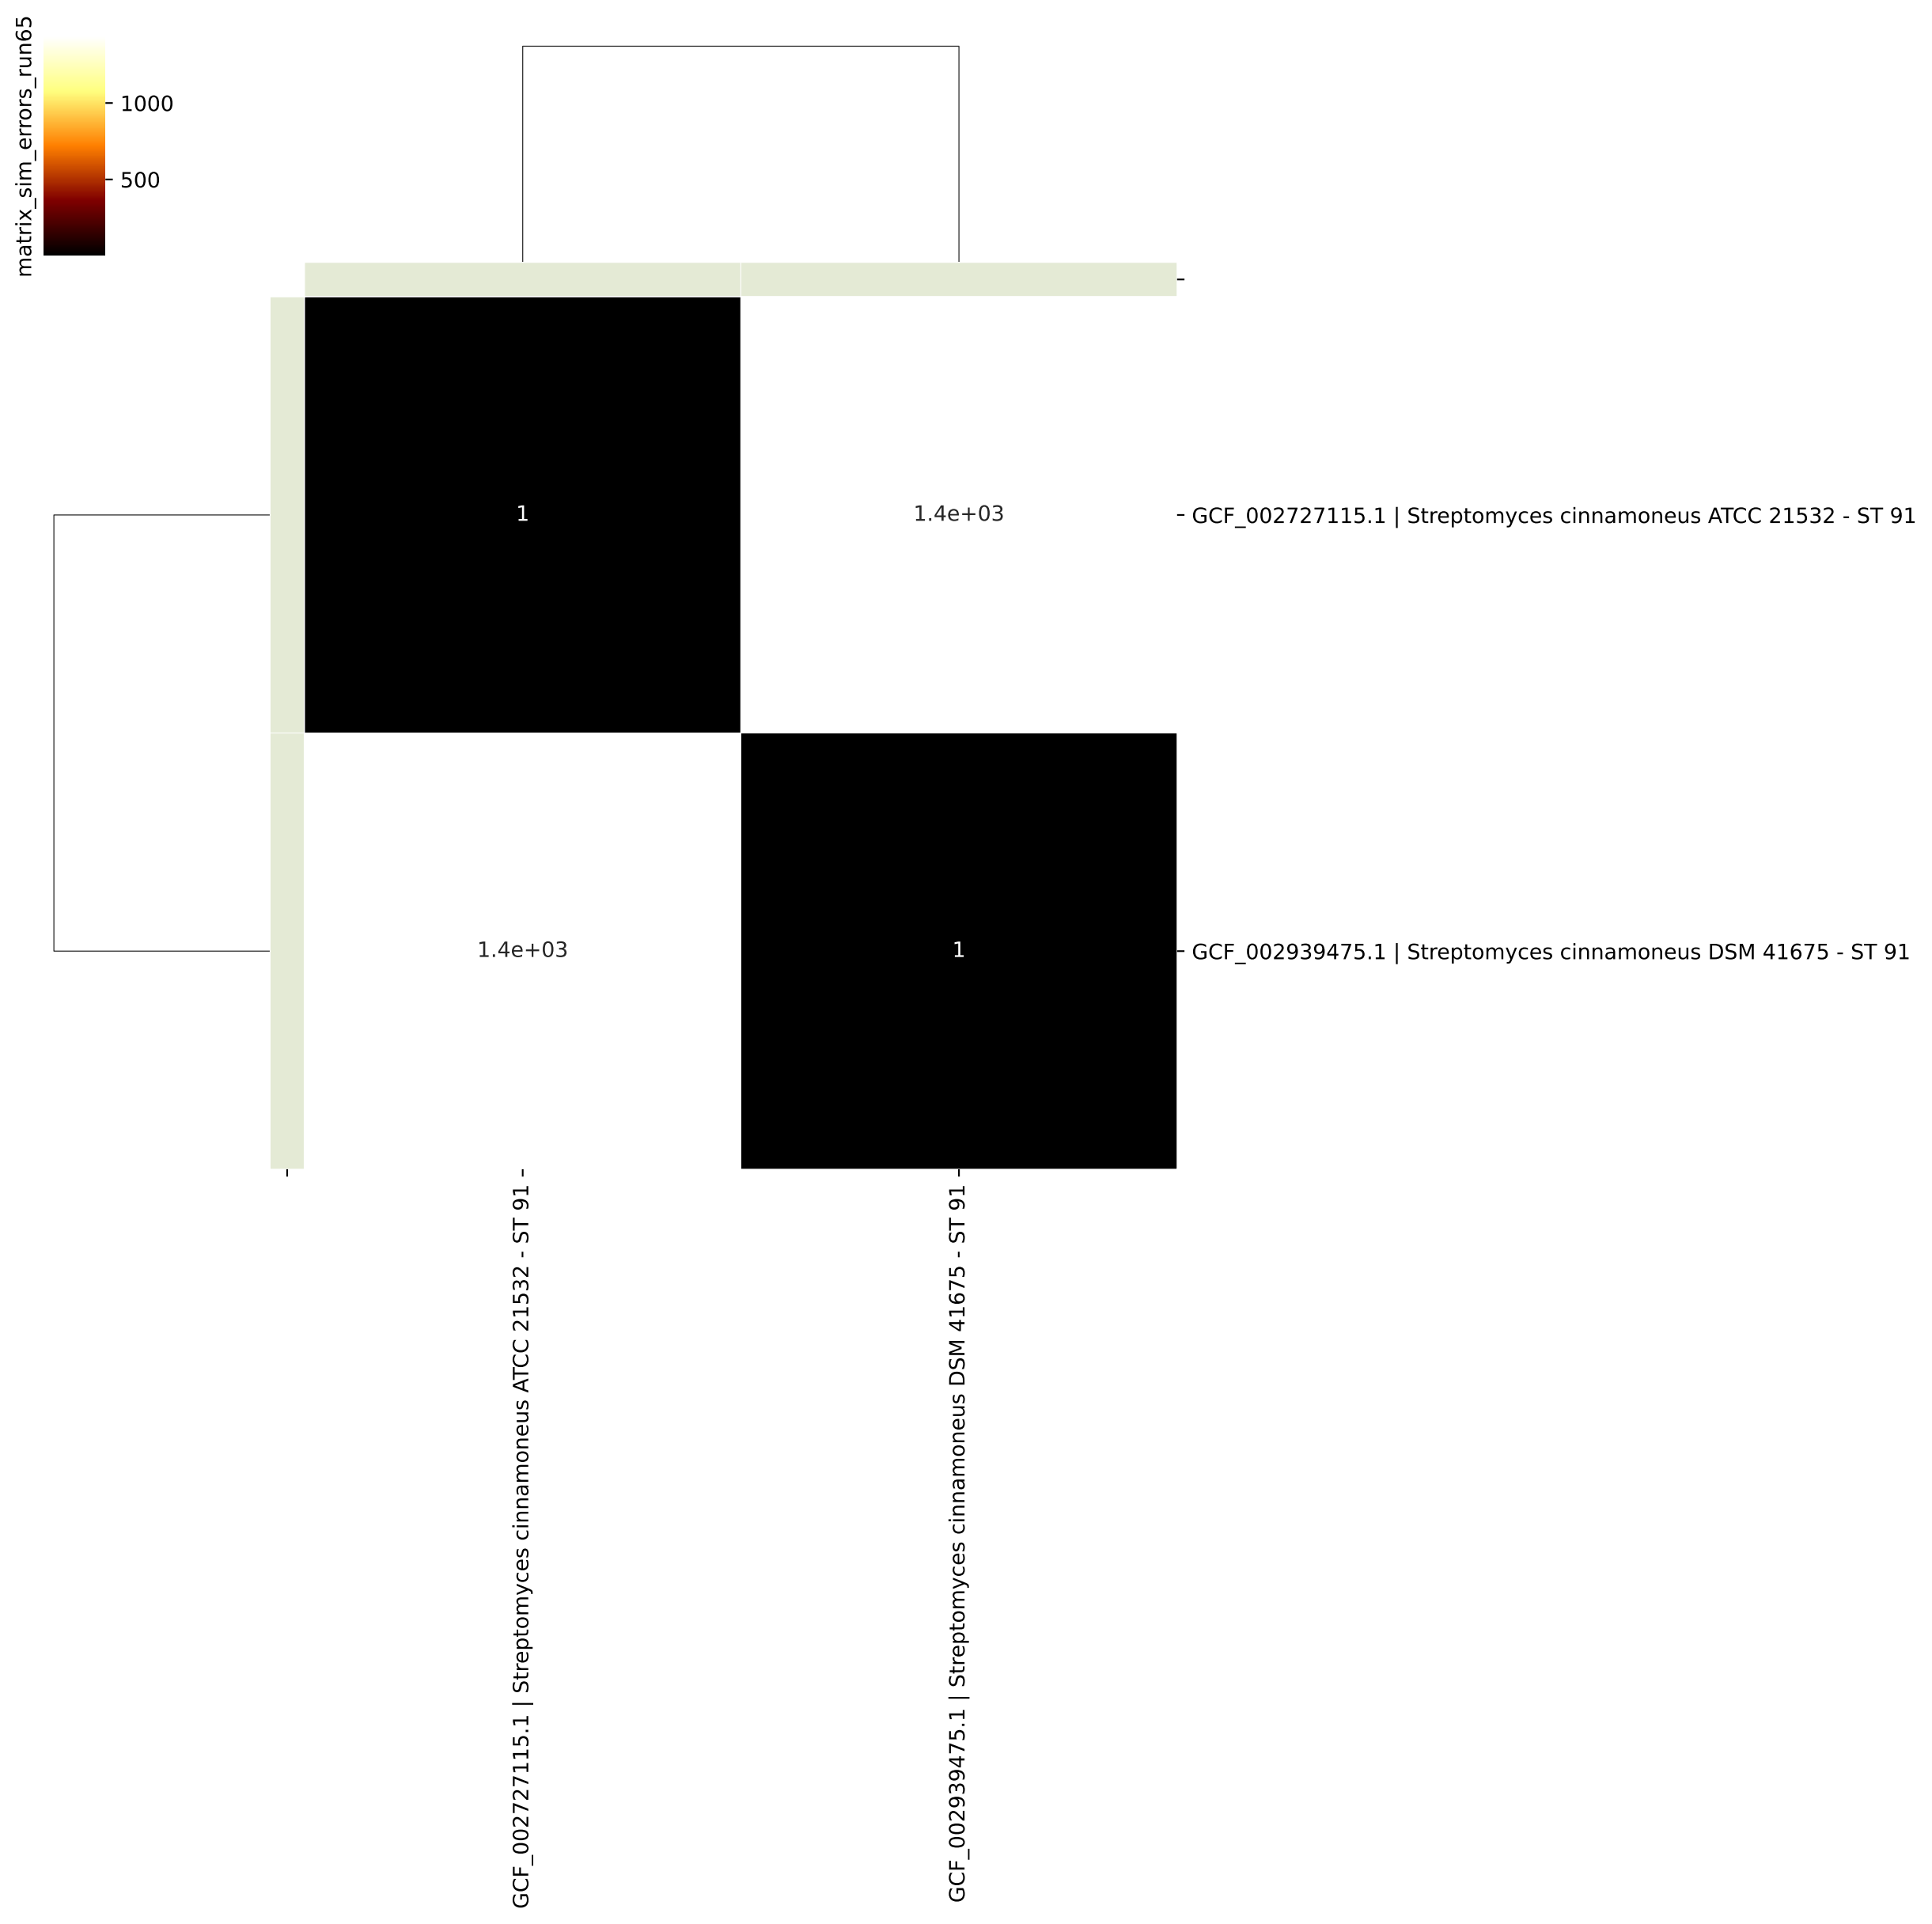 matrix_sim_errors_run65
1000
500
1
1.4e+03
GCF_002727115.1 | Streptomyces cinnamoneus ATCC 21532 - ST 91
1.4e+03
1
GCF_002939475.1 | Streptomyces cinnamoneus DSM 41675 - ST 91
GCF_002727115.1 | Streptomyces cinnamoneus ATCC 21532 - ST 91
GCF_002939475.1 | Streptomyces cinnamoneus DSM 41675 - ST 91